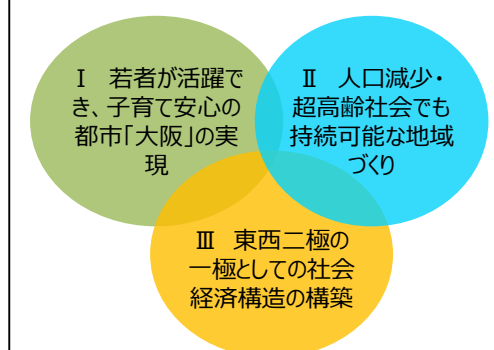 Ⅰ　若者が活躍で
き、子育て安心の
都市「大阪」の実
現
Ⅱ　人口減少・
超高齢社会でも
持続可能な地域
づくり
Ⅲ　東西二極の
一極としての社会
経済構造の構築